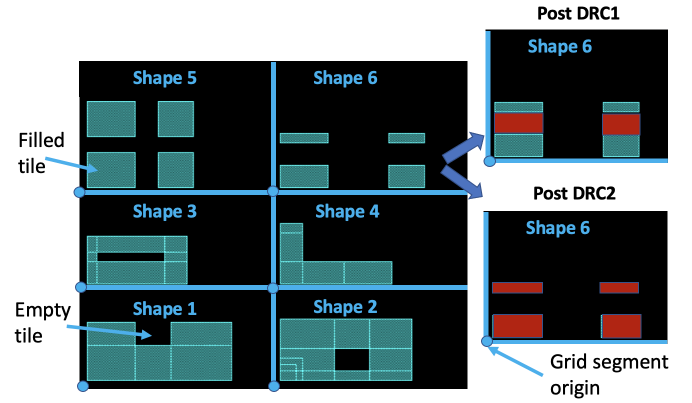 Post DRC1
Shape 5
Shape 6
Shape 6
Filled
tile
Post DRC2
Shape 3
Shape 4
Shape 6
Empty
tile
Shape 1
Shape 2
Grid segment
origin